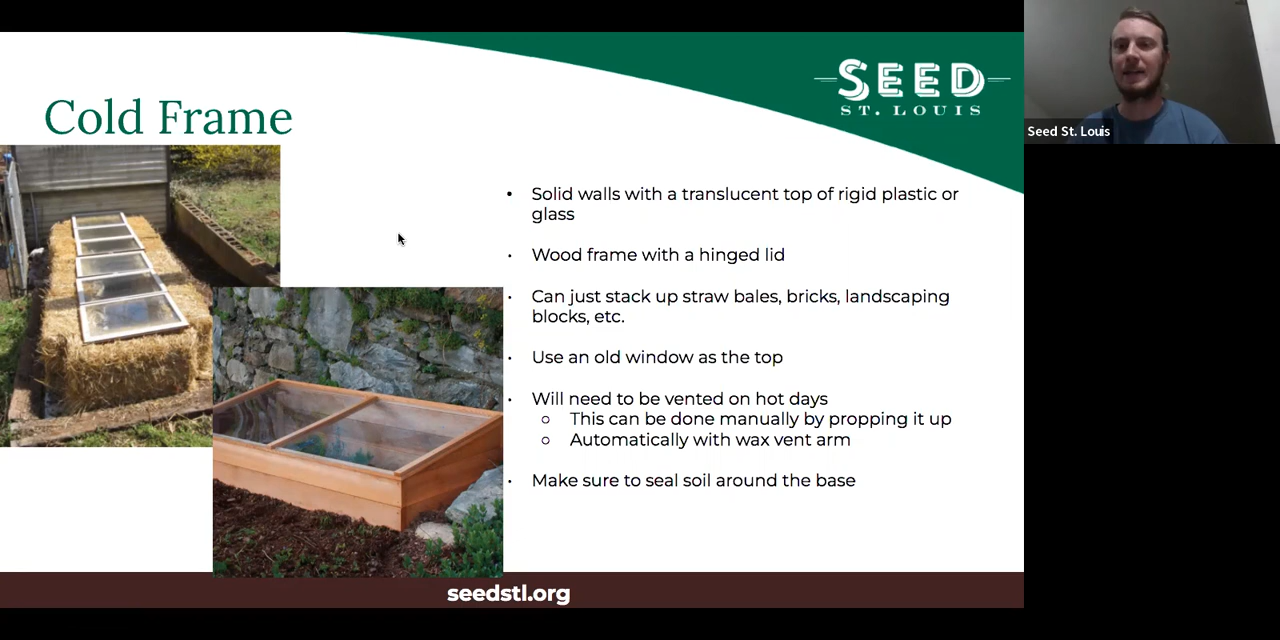 Cold Frame
SEED
ST. LOUIS
Seed St. Louis
• Solid walls with a translucent top of rigid plastic or
glass
• Wood frame with a hinged lid
• Can just stack up straw bales, bricks, landscaping
blocks, etc.
• Use an old window as the top
• Will need to be vented on hot days
○ This can be done manually by propping it up
○ Automatically with wax vent arm
• Make sure to seal soil around the base
seedstl.org